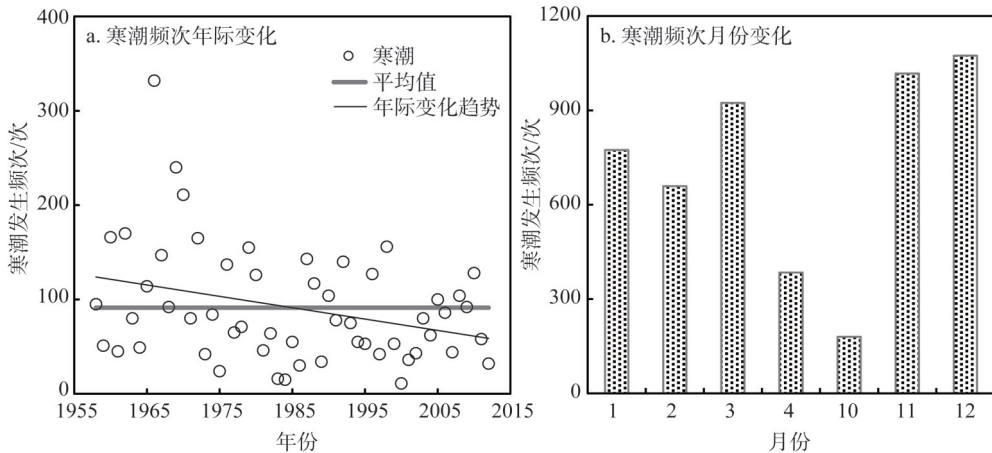 a. 寒潮频次年际变化
寒潮
平均值
年际变化趋势
400
300
200
100
0
寒潮发生频次/次
1955 1965 1975 1985 1995 2005 2015
年份
b. 寒潮频次月份变化
1200
900
600
300
0
寒潮发生频次/次
1 2 3 4 10 11 12
月份